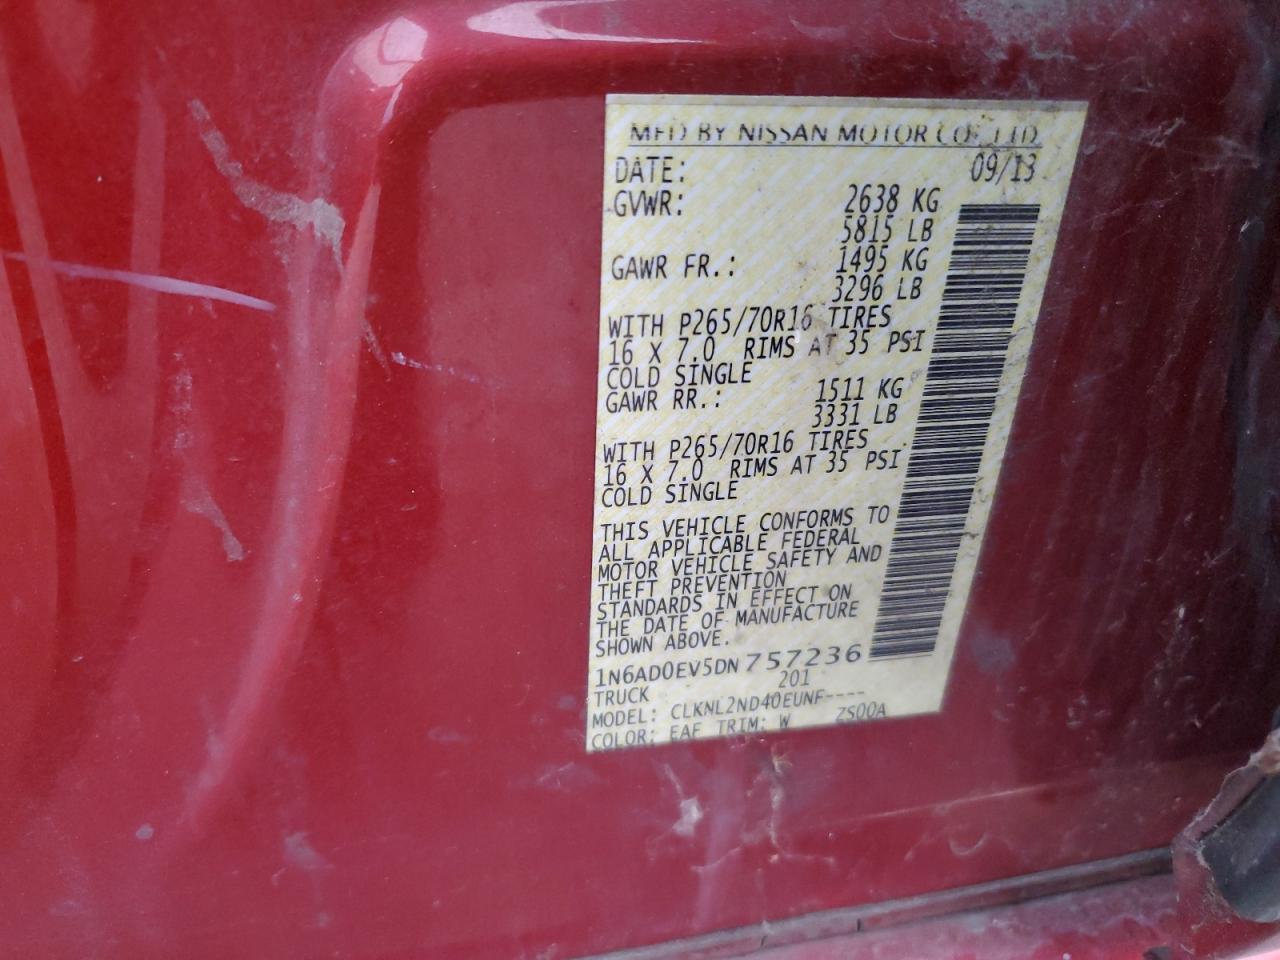 MFD BY NISSAN MOTOR CO., LTD.
DATE: 09/13
GVWR: 2638 KG
5815 LB
GAWR FR.: 1495 KG
3296 LB
WITH P265/70R16 TIRES
16 X 7.0 RIMS AT 35 PSI
COLD SINGLE
GAWR RR.: 1511 KG
3331 LB
WITH P265/70R16 TIRES
16 X 7.0 RIMS AT 35 PSI
COLD SINGLE
THIS VEHICLE CONFORMS TO
ALL APPLICABLE FEDERAL
MOTOR VEHICLE SAFETY AND
THEFT PREVENTION
STANDARDS IN EFFECT ON
THE DATE OF MANUFACTURE
SHOWN ABOVE.
1N6AD0EV5DN 757236
TRUCK 201
MODEL: CLKNL2ND40EUNF----
COLOR: EAF TRIM: W ZS00A